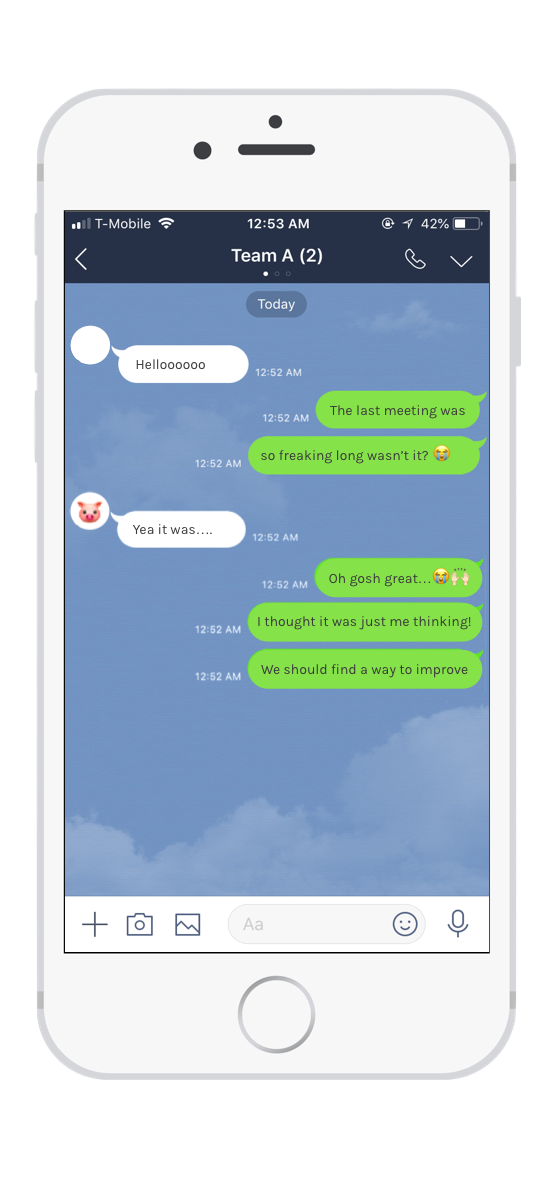 T-Mobile 12:53 AM 42%
Team A (2)
Today
Helloooooo
12:52 AM
The last meeting was
12:52 AM
so freaking long wasn't it? 😭
12:52 AM
Yea it was....
12:52 AM
Oh gosh great...😭🙌🏻
12:52 AM
I thought it was just me thinking!
12:52 AM
We should find a way to improve
12:52 AM
Aa